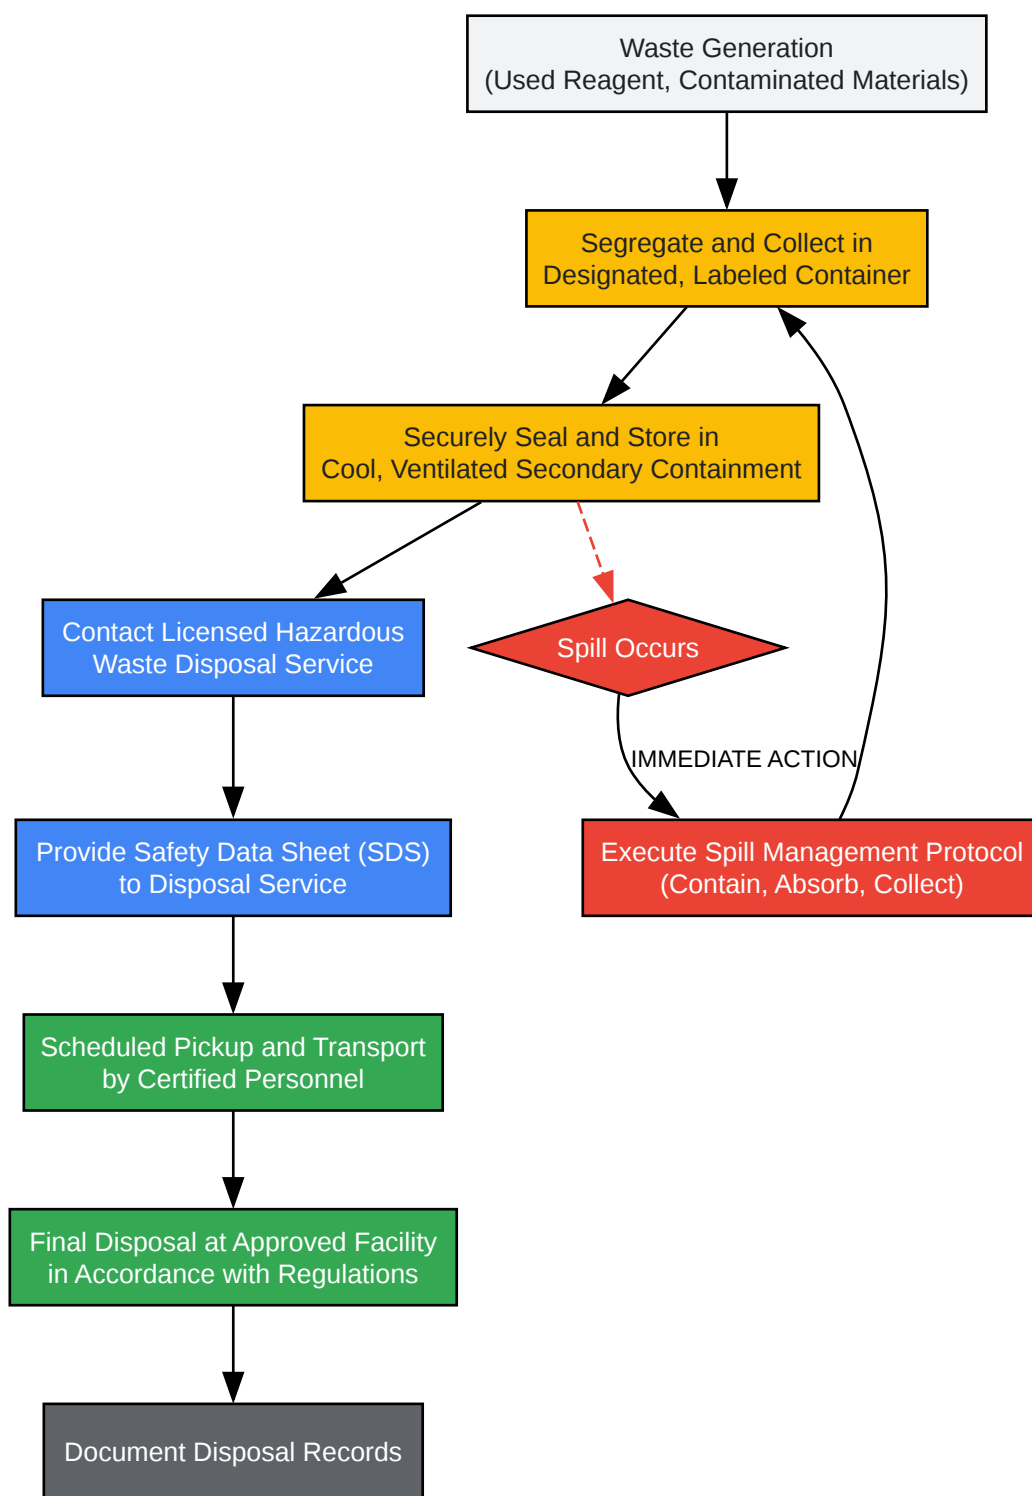 Waste Generation
(Used Reagent, Contaminated Materials)
Segregate and Collect in
Designated, Labeled Container
Securely Seal and Store in
Cool, Ventilated Secondary Containment
Contact Licensed Hazardous
Waste Disposal Service
Spill Occurs
IMMEDIATE ACTION
Provide Safety Data Sheet (SDS)
to Disposal Service
Execute Spill Management Protocol
(Contain, Absorb, Collect)
Scheduled Pickup and Transport
by Certified Personnel
Final Disposal at Approved Facility
in Accordance with Regulations
Document Disposal Records